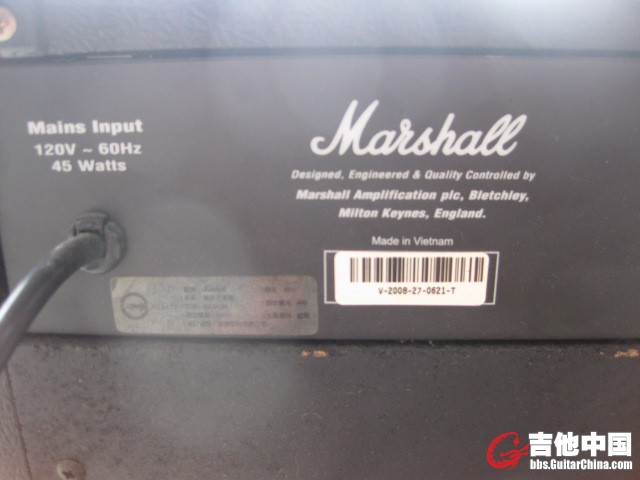 Mains Input
120V ~ 60Hz
45 Watts
Marshall
Designed, Engineered & Quality Controlled by
Marshall Amplification plc, Bletchley,
Milton Keynes, England.
Made in Vietnam
V-2008-27-0621-T
吉他中国
bbs.GuitarChina.com